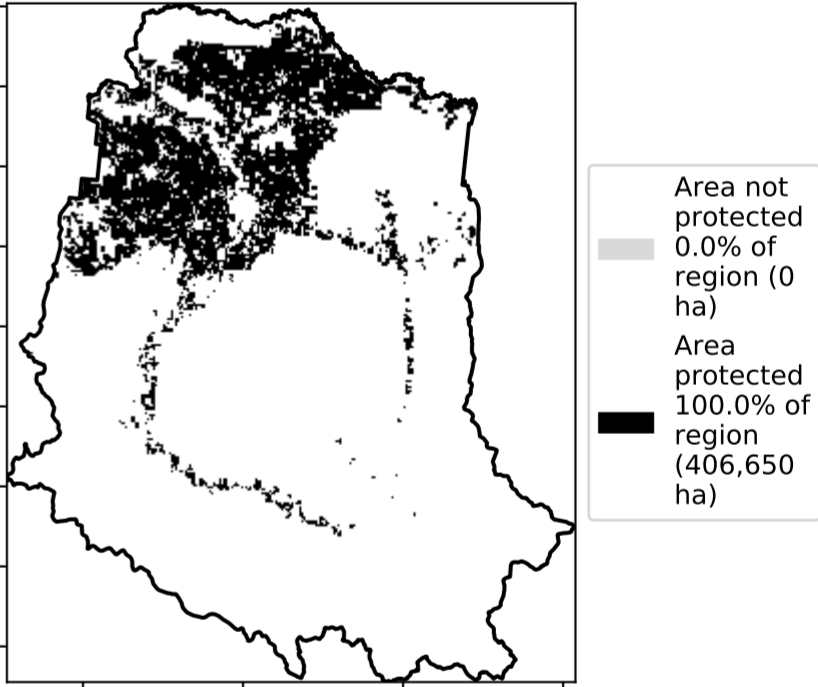 Area not
protected
0.0% of
region (0
ha)
Area
protected
100.0% of
region
(406,650
ha)